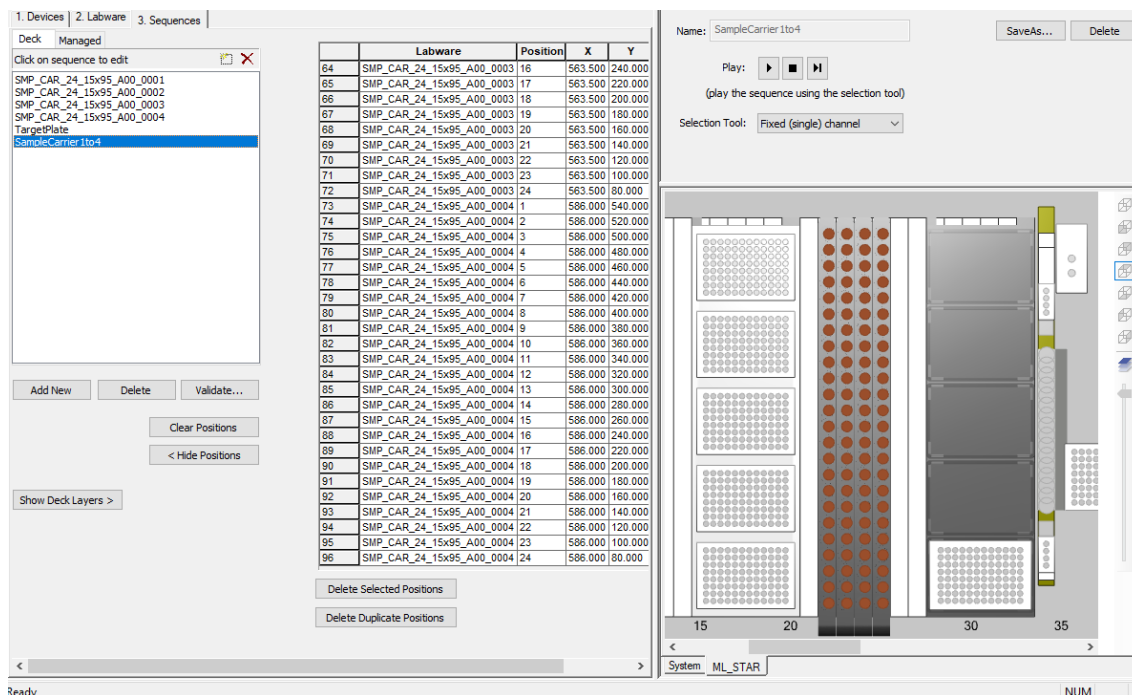 1. Devices 2. Labware 3. Sequences
Deck Managed
Click on sequence to edit
SMP_CAR_24_15x95_A00_0001
SMP_CAR_24_15x95_A00_0002
SMP_CAR_24_15x95_A00_0003
SMP_CAR_24_15x95_A00_0004
TargetPlate
SampleCarrier1to4
Add New Delete Validate...
Clear Positions
< Hide Positions
Show Deck Layers >
Labware Position X Y
64 SMP_CAR_24_15x95_A00_0003 16 563.500 240.000
65 SMP_CAR_24_15x95_A00_0003 17 563.500 220.000
66 SMP_CAR_24_15x95_A00_0003 18 563.500 200.000
67 SMP_CAR_24_15x95_A00_0003 19 563.500 180.000
68 SMP_CAR_24_15x95_A00_0003 20 563.500 160.000
69 SMP_CAR_24_15x95_A00_0003 21 563.500 140.000
70 SMP_CAR_24_15x95_A00_0003 22 563.500 120.000
71 SMP_CAR_24_15x95_A00_0003 23 563.500 100.000
72 SMP_CAR_24_15x95_A00_0003 24 563.500 80.000
73 SMP_CAR_24_15x95_A00_0004 1 586.000 540.000
74 SMP_CAR_24_15x95_A00_0004 2 586.000 520.000
75 SMP_CAR_24_15x95_A00_0004 3 586.000 500.000
76 SMP_CAR_24_15x95_A00_0004 4 586.000 480.000
77 SMP_CAR_24_15x95_A00_0004 5 586.000 460.000
78 SMP_CAR_24_15x95_A00_0004 6 586.000 440.000
79 SMP_CAR_24_15x95_A00_0004 7 586.000 420.000
80 SMP_CAR_24_15x95_A00_0004 8 586.000 400.000
81 SMP_CAR_24_15x95_A00_0004 9 586.000 380.000
82 SMP_CAR_24_15x95_A00_0004 10 586.000 360.000
83 SMP_CAR_24_15x95_A00_0004 11 586.000 340.000
84 SMP_CAR_24_15x95_A00_0004 12 586.000 320.000
85 SMP_CAR_24_15x95_A00_0004 13 586.000 300.000
86 SMP_CAR_24_15x95_A00_0004 14 586.000 280.000
87 SMP_CAR_24_15x95_A00_0004 15 586.000 260.000
88 SMP_CAR_24_15x95_A00_0004 16 586.000 240.000
89 SMP_CAR_24_15x95_A00_0004 17 586.000 220.000
90 SMP_CAR_24_15x95_A00_0004 18 586.000 200.000
91 SMP_CAR_24_15x95_A00_0004 19 586.000 180.000
92 SMP_CAR_24_15x95_A00_0004 20 586.000 160.000
93 SMP_CAR_24_15x95_A00_0004 21 586.000 140.000
94 SMP_CAR_24_15x95_A00_0004 22 586.000 120.000
95 SMP_CAR_24_15x95_A00_0004 23 586.000 100.000
96 SMP_CAR_24_15x95_A00_0004 24 586.000 80.000
Delete Selected Positions
Delete Duplicate Positions
Name: SampleCarrier1to4 SaveAs... Delete
Play:
(play the sequence using the selection tool)
Selection Tool: Fixed (single) channel
15 20 30 35
System ML_STAR
Ready NUM